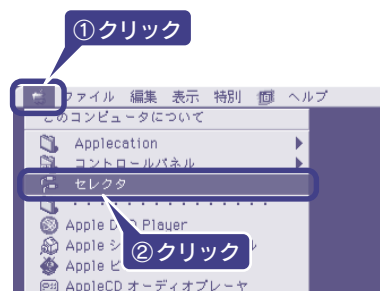 ①クリック
ファイル 編集 表示 特別 ヘルプ
このコンピュータについて
Applecation
コントロールパネル
セレクタ
Apple DVD Player
②クリック
Apple
Apple
AppleCD オーディオプレーヤ